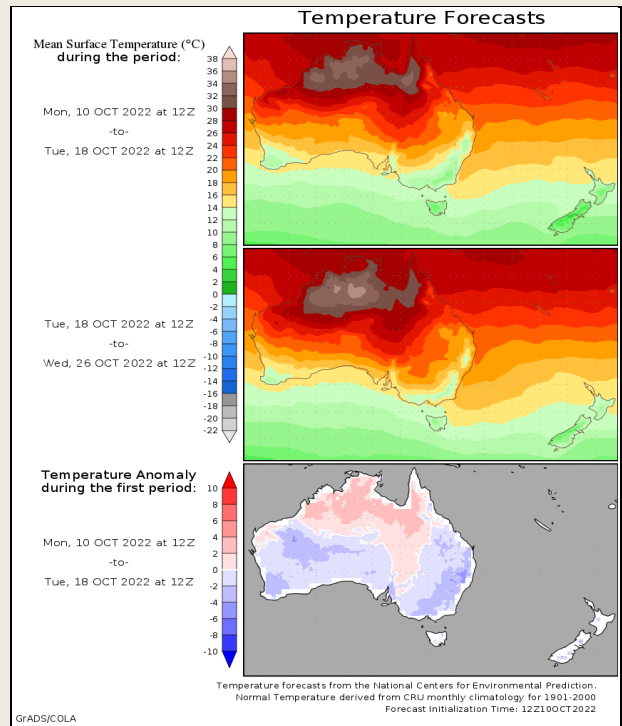 Temperature Forecasts
Mean Surface Temperature (°C)
during the period:
Mon, 10 OCT 2022 at 12Z
-to-
Tue, 18 OCT 2022 at 12Z
38
36
34
32
30
28
26
24
22
20
18
16
14
12
10
8
6
4
2
0
-2
-4
-6
-8
-10
-12
-14
-16
-18
-20
-22
Tue, 18 OCT 2022 at 12Z
-to-
Wed, 26 OCT 2022 at 12Z
Temperature Anomaly
during the first period:
Mon, 10 OCT 2022 at 12Z
-to-
Tue, 18 OCT 2022 at 12Z
10
8
6
4
2
0
-2
-4
-6
-8
-10
Temperature forecasts from the National Centers for Environmental Prediction.
Normal Temperature derived from CRU monthly climatology for 1901-2000
Forecast Initialization Time: 12Z10OCT2022
GrADS/COLA